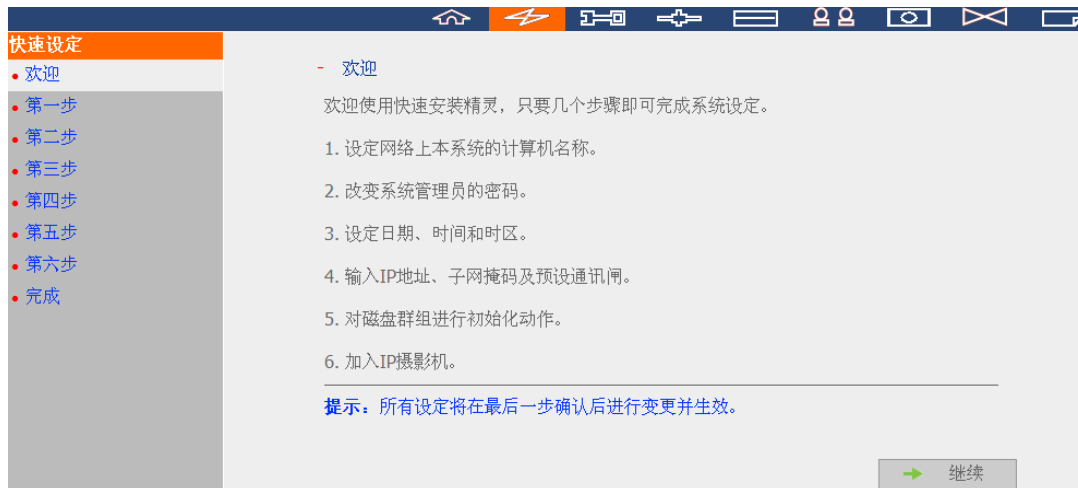 快速设定
欢迎
第一步
第二步
第三步
第四步
第五步
第六步
完成
- 欢迎
欢迎使用快速安装精灵，只要几个步骤即可完成系统设定。
1. 设定网络上本系统的计算机名称。
2. 改变系统管理员的密码。
3. 设定日期、时间和时区。
4. 输入IP地址、子网掩码及预设通讯闸。
5. 对磁盘群组进行初始化动作。
6. 加入IP摄影机。
提示：所有设定将在最后一步确认后进行变更并生效。
继续